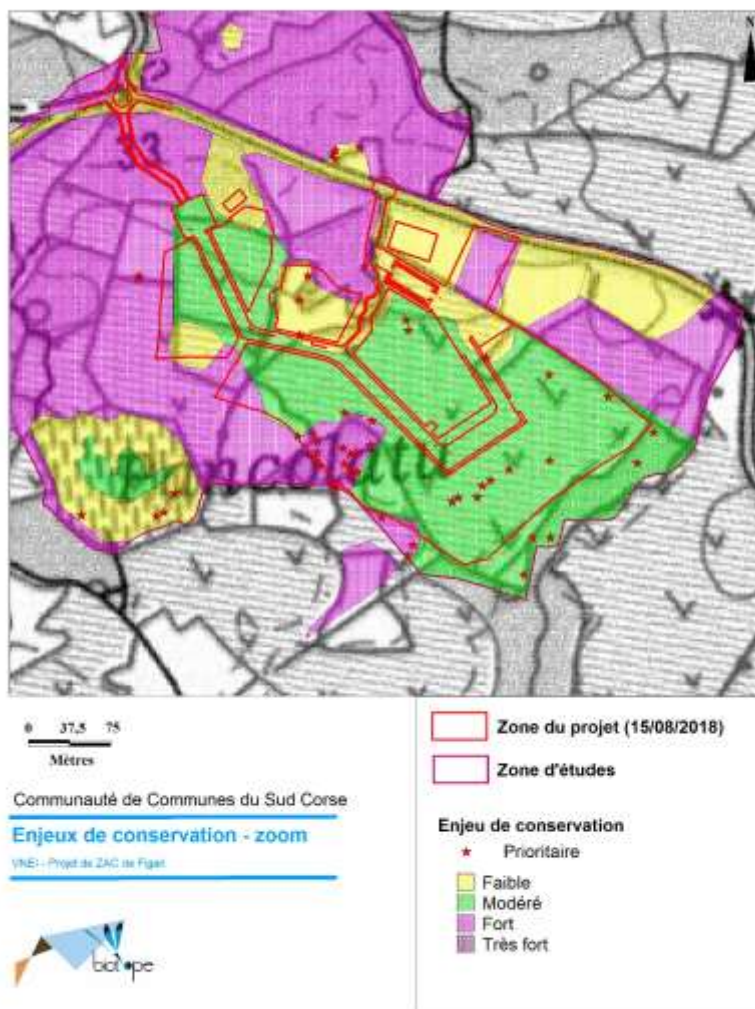 33
Pancolutu
0 37,5 75
Mètres
Communauté de Communes du Sud Corse
Enjeux de conservation - zoom
VNEI - Projet de ZAC de Figari
biotope
Zone du projet (15/08/2018)
Zone d'études
Enjeu de conservation
Prioritaire
Faible
Modéré
Fort
Très fort